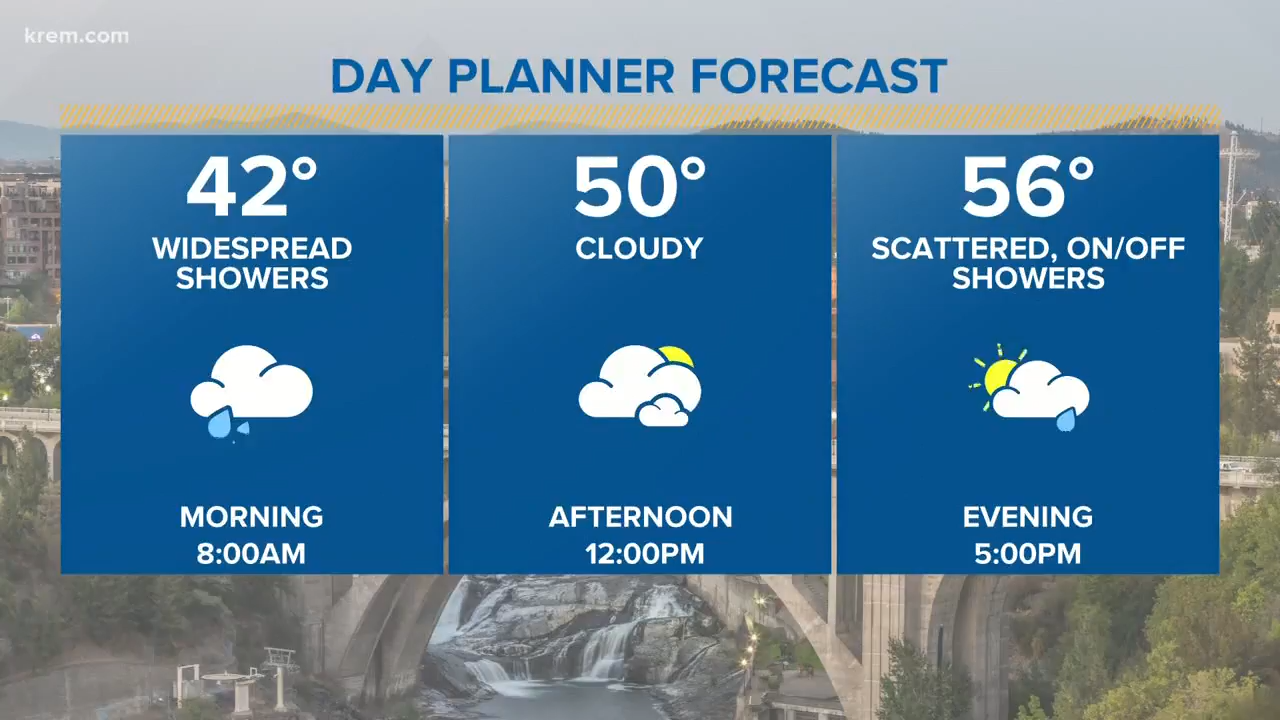 krem.com
DAY PLANNER FORECAST
42°
WIDESPREAD
SHOWERS
MORNING
8:00AM
50°
CLOUDY
AFTERNOON
12:00PM
56°
SCATTERED, ON/OFF
SHOWERS
EVENING
5:00PM